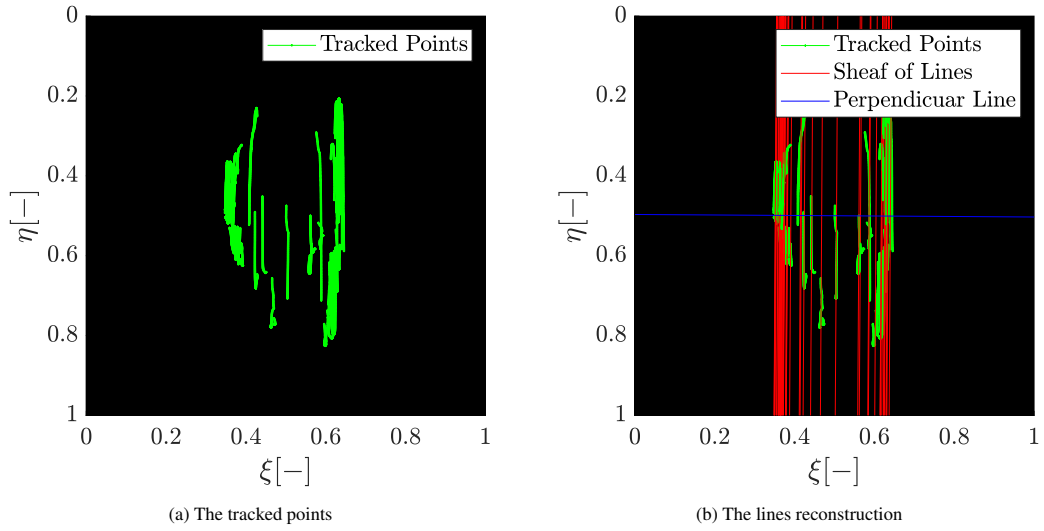 0
0.2
0.4
0.6
0.8
1
η[−]
0 0.2 0.4 0.6 0.8 1
ξ[−]
Tracked Points
(a) The tracked points
0
0.2
0.4
0.6
0.8
1
η[−]
0 0.2 0.4 0.6 0.8 1
ξ[−]
Tracked Points
Sheaf of Lines
Perpendicuar Line
(b) The lines reconstruction